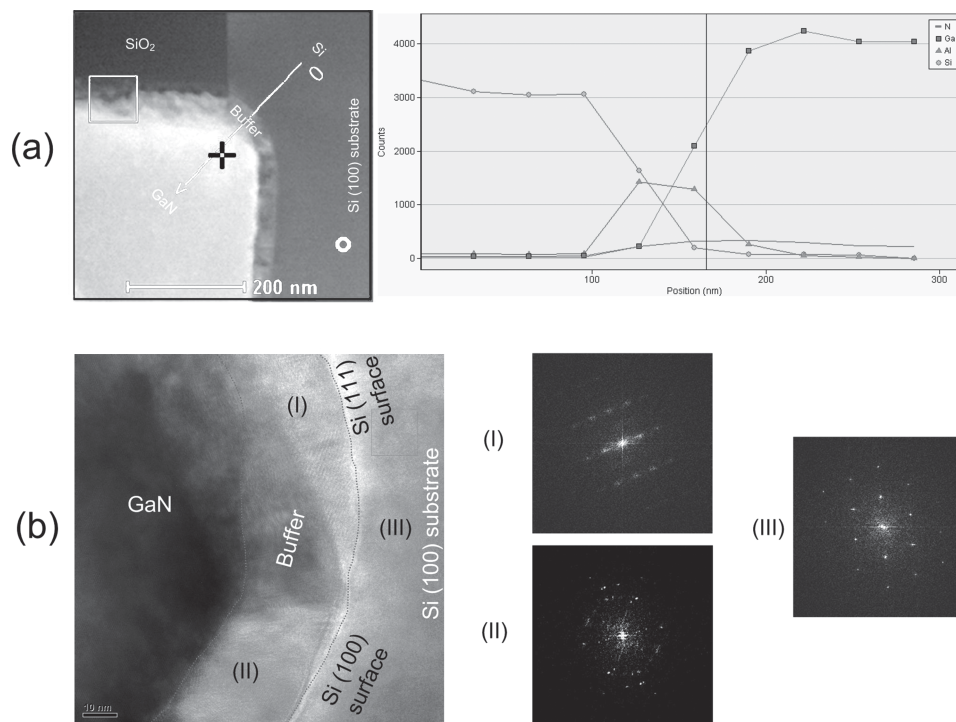 (a)
SiO2
Si
Buffer
GaN
Si (100) substrate
200 nm
Counts
4000
3000
2000
1000
0
100
200
300
Position (nm)
N
Ga
Al
Si
(b)
GaN
Buffer
(I)
(II)
(III)
Si (111)
surface
Si (100)
surface
Si (100) substrate
10 nm
(I)
(II)
(III)